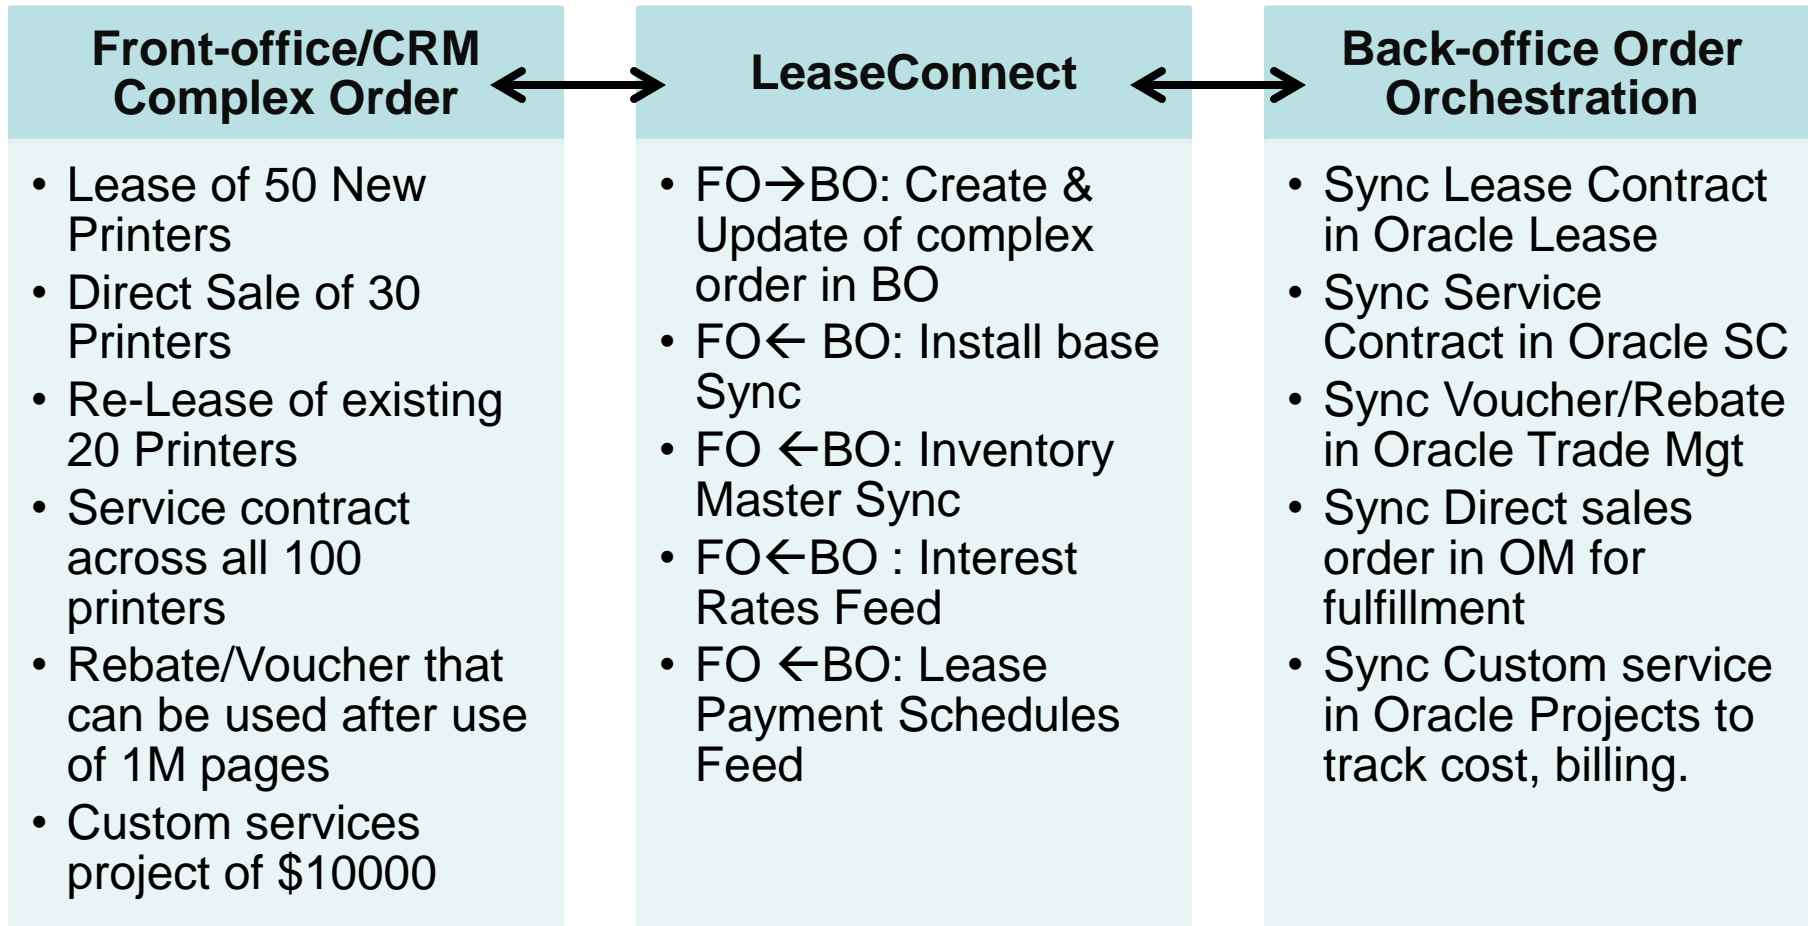 Front-office/CRM
Complex Order
• Lease of 50 New
Printers
• Direct Sale of 30
Printers
• Re-Lease of existing
20 Printers
• Service contract
across all 100
printers
• Rebate/Voucher that
can be used after use
of 1M pages
• Custom services
project of $10000
LeaseConnect
• FO→BO: Create &
Update of complex
order in BO
• FO← BO: Install base
Sync
• FO ←BO: Inventory
Master Sync
• FO←BO : Interest
Rates Feed
• FO ←BO: Lease
Payment Schedules
Feed
Back-office Order
Orchestration
• Sync Lease Contract
in Oracle Lease
• Sync Service
Contract in Oracle SC
• Sync Voucher/Rebate
in Oracle Trade Mgt
• Sync Direct sales
order in OM for
fulfillment
• Sync Custom service
in Oracle Projects to
track cost, billing.